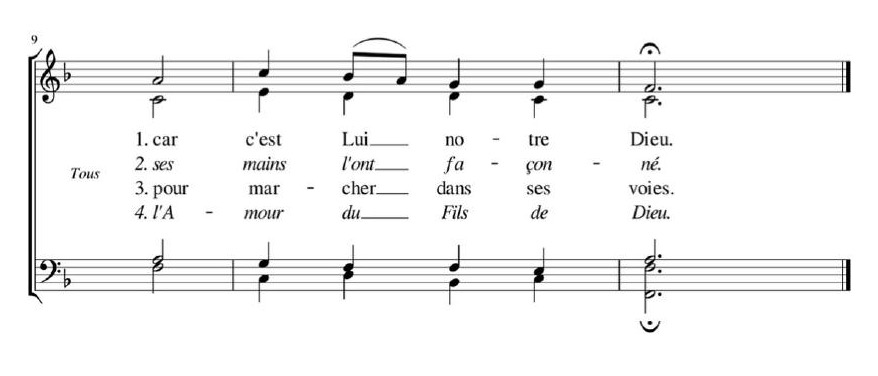 9
1. car c'est Lui no - tre Dieu.
2. ses mains l'ont fa - çon - né.
Tous
3. pour mar - cher dans ses voies.
4. l'A - mour du Fils de Dieu.